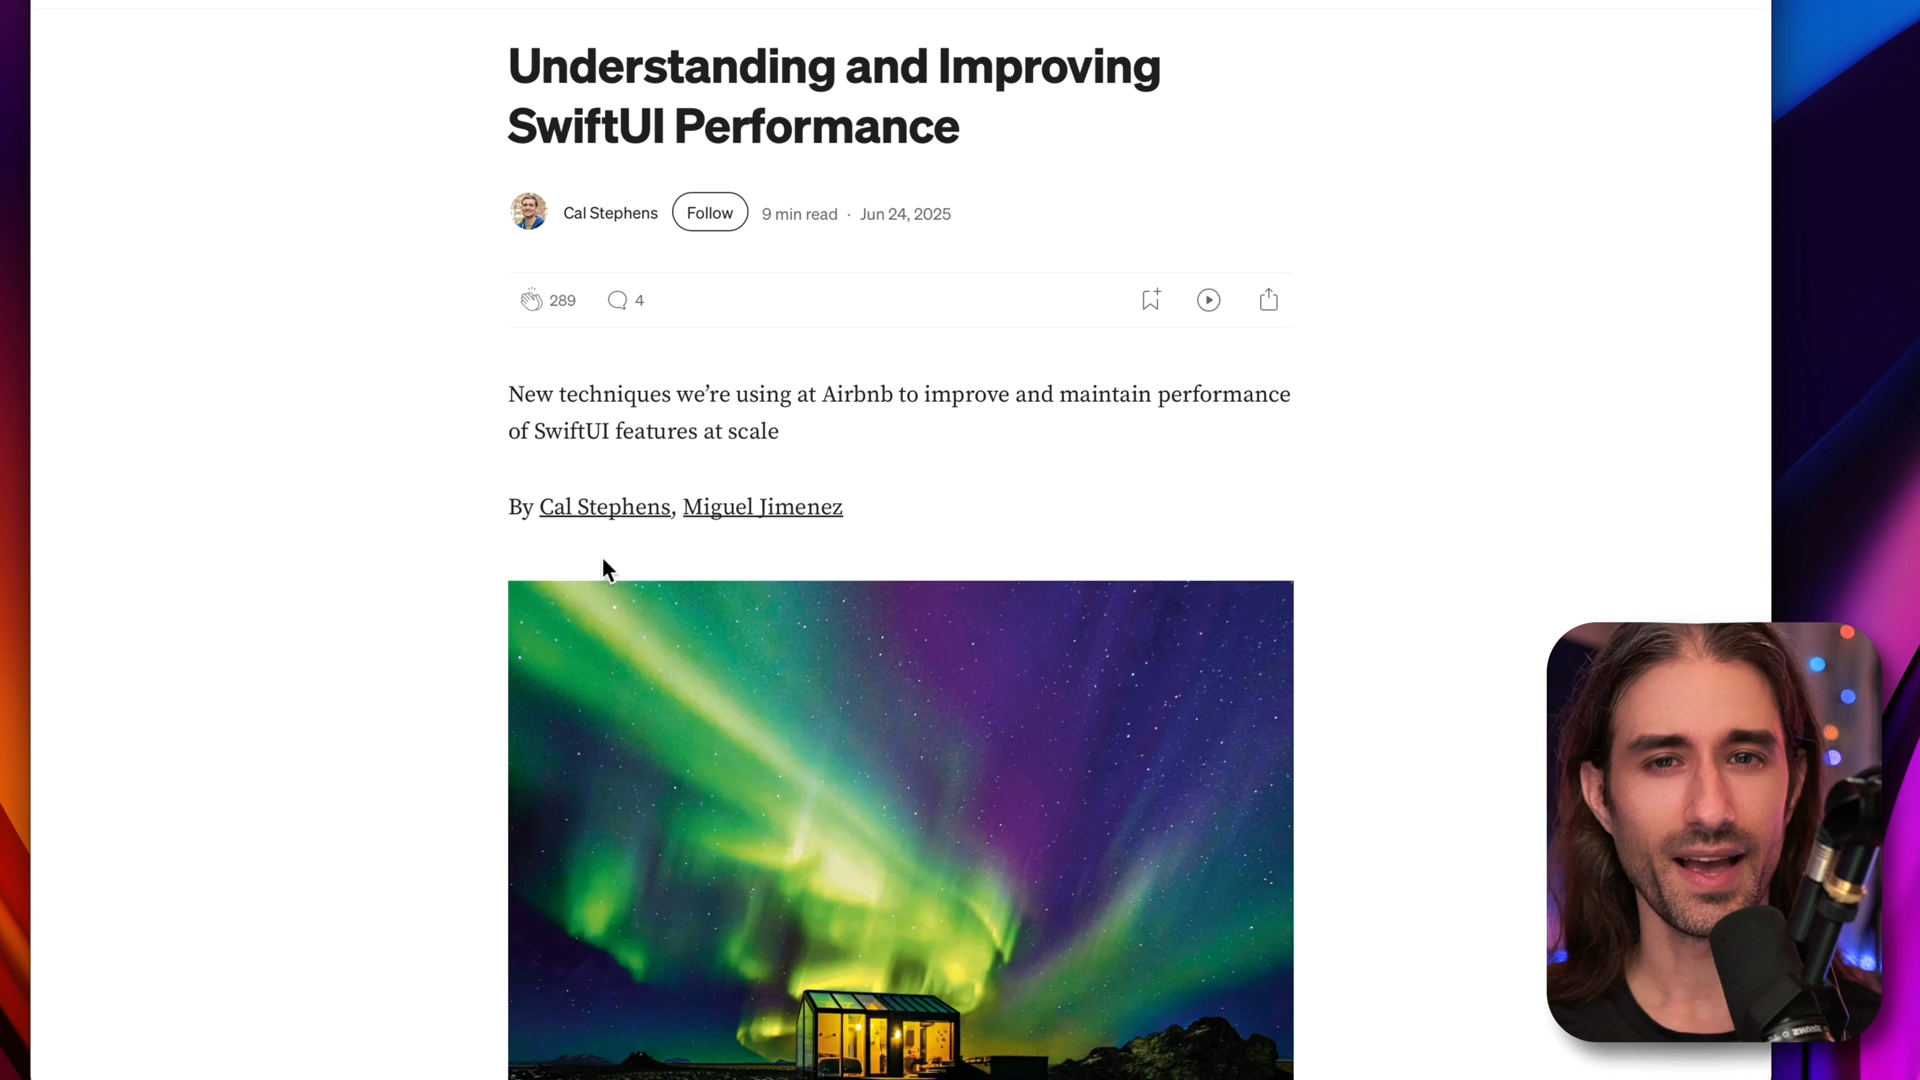 Understanding and Improving
SwiftUI Performance
Cal Stephens Follow 9 min read · Jun 24, 2025
289 4
New techniques we’re using at Airbnb to improve and maintain performance
of SwiftUI features at scale
By Cal Stephens, Miguel Jimenez